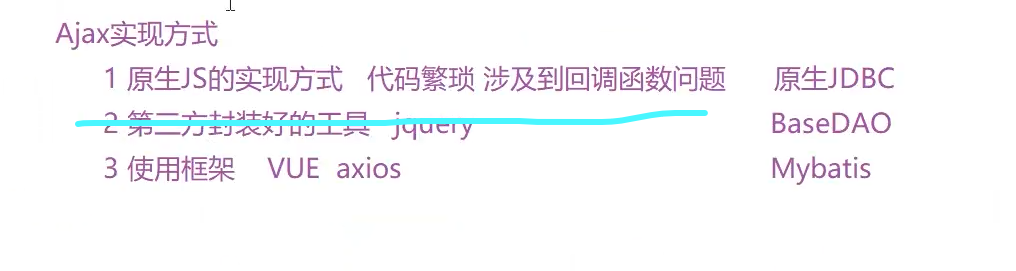 Ajax实现方式
1 原生JS的实现方式 代码繁琐 涉及到回调函数问题 原生JDBC
2 第三方封装好的工具 jquery BaseDAO
3 使用框架 VUE axios Mybatis